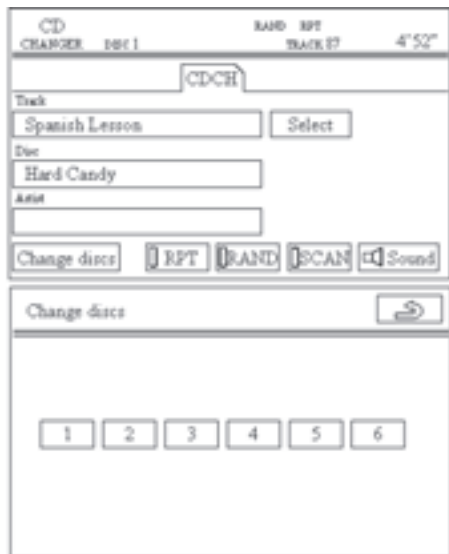 CD RAND RPT
CHANGER DISC 1 TRACK 87 4'52"
CDCH
Track
Spanish Lesson Select
Disc
Hard Candy
Artist
Change discs RPT RAND SCAN Sound
Change discs
1 2 3 4 5 6